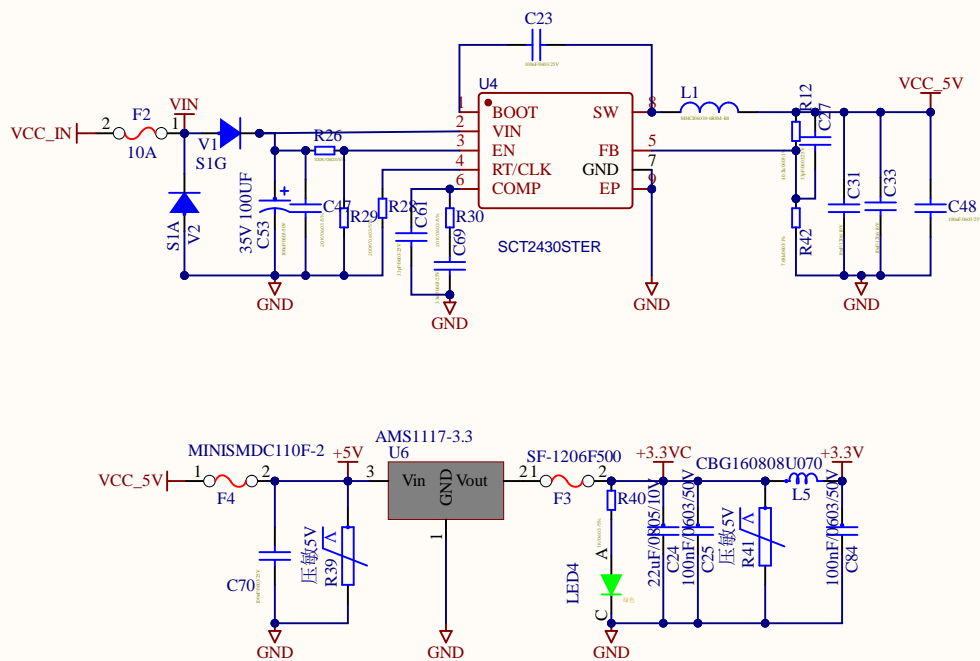 C23
U4
VCC_IN
2
F2
1
10A
VIN
V1
S1G
S1A
V2
35V 100UF
C53
R26
C47
R29
R28
C61
R30
C69
1
2
3
4
6
BOOT
VIN
EN
RT/CLK
COMP
SW
FB
GND
EP
8
5
7
9
SCT2430STER
L1
R12
C27
R42
C31
C33
C48
VCC_5V
GND
GND
GND
GND
VCC_5V
MINISMDC110F-2
1
2
F4
+5V
C70
压敏5V
R39
AMS1117-3.3
U6
3
Vin
GND
Vout
1
2
SF-1206F500
1
2
F3
R40
+3.3VC
22uF/0805/10V
C24
100nF/0603/50V
C25
压敏5V
R41
CBG160808U070
L5
+3.3V
100nF/0603/50V
C84
LED4
A
C
绿色
GND
GND
GND